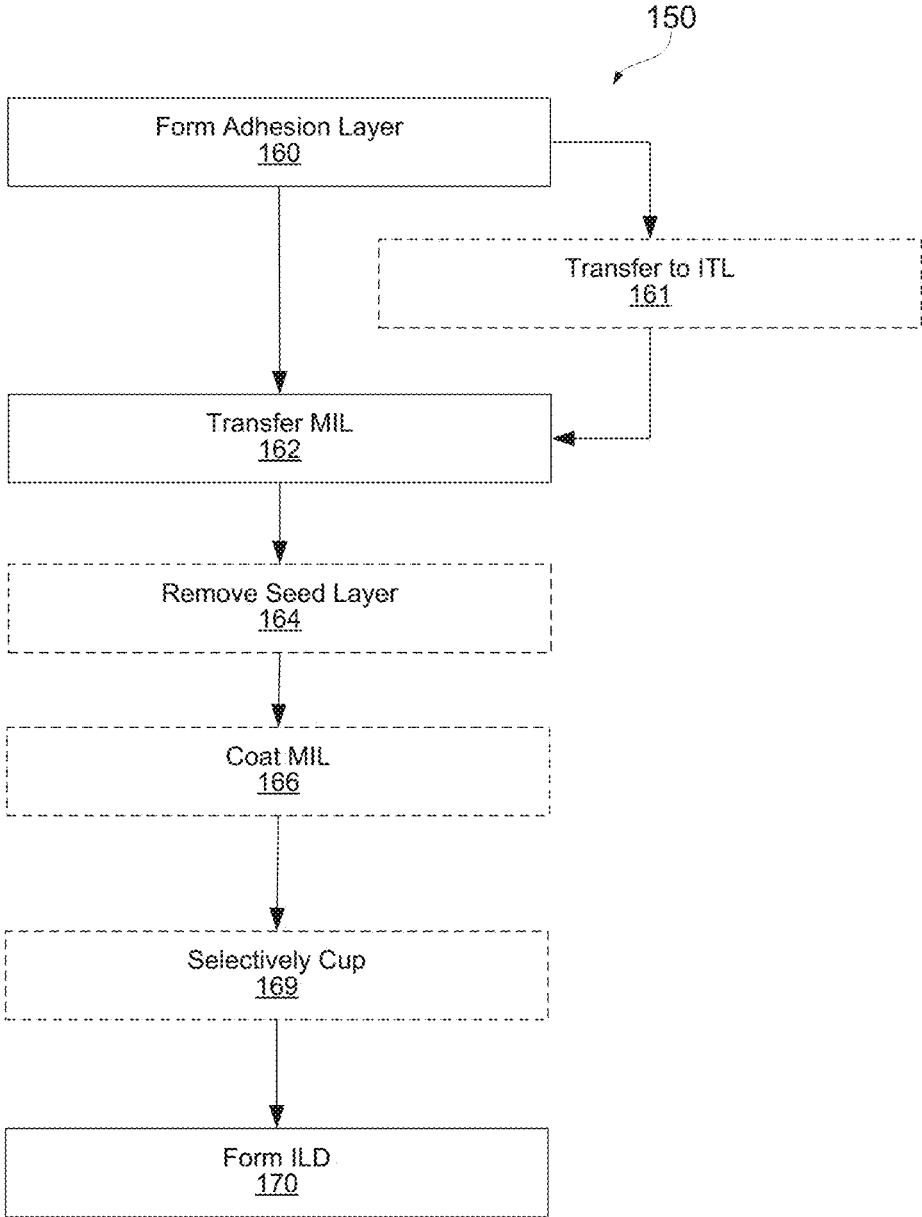 150
Form Adhesion Layer
160
Transfer to ITL
161
Transfer MIL
162
Remove Seed Layer
164
Coat MIL
166
Selectively Cup
169
Form ILD
170